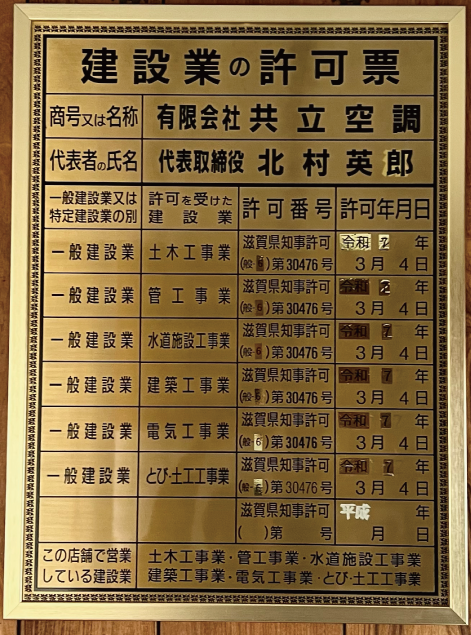 建設業の許可票
商号又は名称 有限会社 共立空調
代表者の氏名 代表取締役 北村英郎
一般建設業又は特定建設業の別 許可を受けた建設業 許可番号 許可年月日
一般建設業 土木工事業 滋賀県知事許可 令和 年
(般-6)第30476号 3月 4日
一般建設業 管工事業 滋賀県知事許可 令和 年
(般-6)第30476号 3月 4日
一般建設業 水道施設工事業 滋賀県知事許可 令和 7 年
(般-6)第30476号 3月 4日
一般建設業 建築工事業 滋賀県知事許可 令和 7 年
(般-6)第30476号 3月 4日
一般建設業 電気工事業 滋賀県知事許可 令和 7 年
(般-6)第30476号 3月 4日
一般建設業 とび・土工工事業 滋賀県知事許可 令和 7 年
(般-6)第30476号 3月 4日
滋賀県知事許可 平成 年
( )第 号 月 日
この店舗で営業 土木工事業・管工事業・水道施設工事業
している建設業 建築工事業・電気工事業・とび・土工工事業